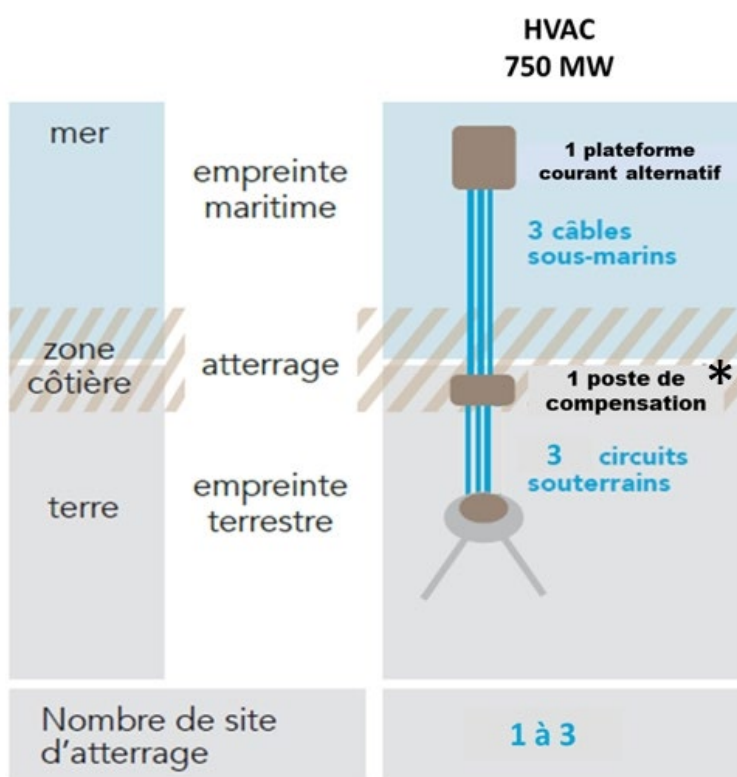 HVAC
750 MW
mer
empreinte
maritime
1 plateforme
courant alternatif
3 câbles
sous-marins
zone
côtière
atterrage
1 poste de *
compensation
terre
empreinte
terrestre
3 circuits
souterrains
Nombre de site
d'atterrage
1 à 3